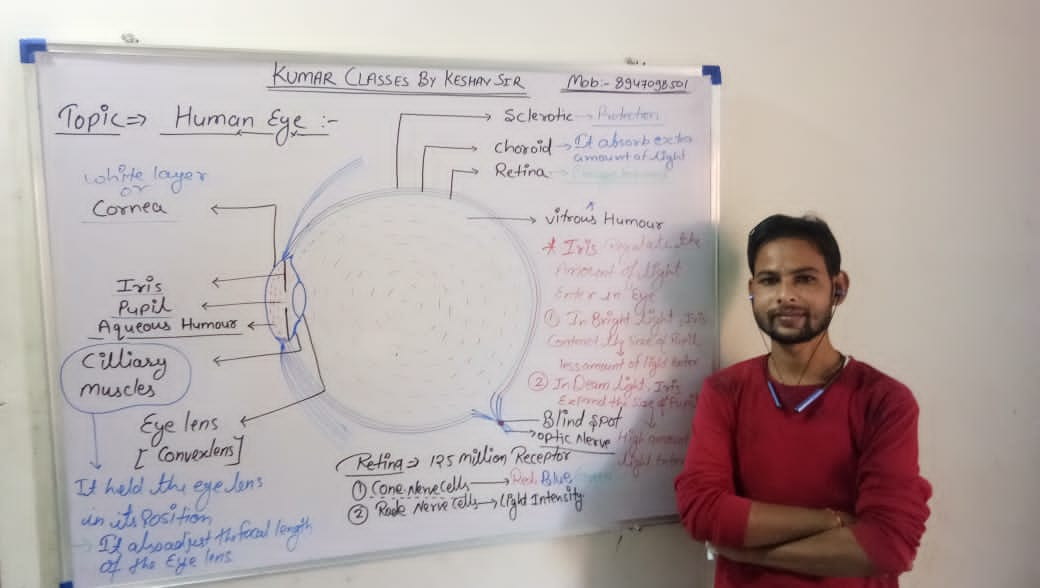 KUMAR CLASSES BY KESHAV SIR
Mob:- 8947098501
Topic => Human Eye :-
white layer
or
Cornea
Iris
Pupil
Aqueous Humour
Cilliary
muscles
Eye lens
[Convexlens]
It held the eye lens
in its Position
→ It also adjust the focal length
of the Eye lens
Sclerotic → Protection
Choroid → It absorb extra
amount of light
Retina →
vitrous Humour
* Iris regulate the
Amount of light
Enter in Eye
① In Bright light, Iris
Contract the size of Pupil
less amount of light enter
② In Deam light, Iris
Expand the size of Pupil
High amount
light Enter
Blind spot
optic Nerve
Retina => 125 million Receptor
① Cone Nerve cells → Red, Blue, Green
② Rode Nerve Cells → Light Intensity